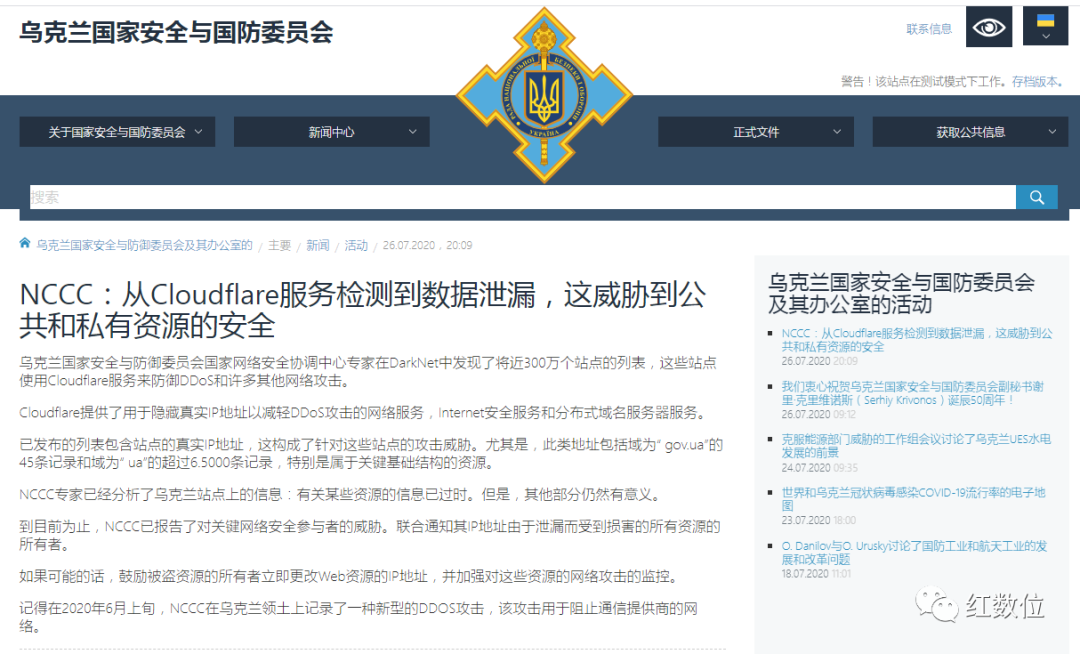 乌克兰国家安全与国防委员会
联系信息
警告！该站点在测试模式下工作。存档版本。
РАДА НАЦІОНАЛЬНОЇ БЕЗПЕКИ І ОБОРОНИ
УКРАЇНА
关于国家安全与国防委员会
新闻中心
正式文件
获取公共信息
搜索
乌克兰国家安全与防御委员会及其办公室的 / 主要 / 新闻 / 活动 / 26.07.2020，20:09
NCCC：从Cloudflare服务检测到数据泄漏，这威胁到公
共和私有资源的安全
乌克兰国家安全与防御委员会国家网络安全协调中心专家在DarkNet中发现了将近300万个站点的列表，这些站点
使用Cloudflare服务来防御DDoS和许多其他网络攻击。
Cloudflare提供了用于隐藏真实IP地址以减轻DDoS攻击的网络服务，Internet安全服务和分布式域名服务器服务。
已发布的列表包含站点的真实IP地址，这构成了针对这些站点的攻击威胁。尤其是，此类地址包括域为“ gov.ua”的
45条记录和域为“ ua”的超过6.5000条记录，特别是属于关键基础结构的资源。
NCCC专家已经分析了乌克兰站点上的信息：有关某些资源的信息已过时。但是，其他部分仍然有意义。
到目前为止，NCCC已报告了对关键网络安全参与者的威胁。联合通知其IP地址由于泄漏而受到损害的所有资源的
所有者。
如果可能的话，鼓励被盗资源的所有者立即更改Web资源的IP地址，并加强对这些资源的网络攻击的监控。
记得在2020年6月上旬，NCCC在乌克兰领土上记录了一种新型的DDOS攻击，该攻击用于阻止通信提供商的网
络。
乌克兰国家安全与国防委员会
及其办公室的活动
NCCC：从Cloudflare服务检测到数据泄漏，这威胁到公
共和私有资源的安全
26.07.2020 20:09
我们衷心祝贺乌克兰国家安全与国防委员会副秘书谢
里·克里维诺斯（Serhiy Krivonos）诞辰50周年！
26.07.2020 09:12
克服能源部门威胁的工作组会议讨论了乌克兰UES水电
发展的前景
24.07.2020 09:35
世界和乌克兰冠状病毒感染COVID-19流行率的电子地
图
23.07.2020 18:00
O. Danilov与O. Urusky讨论了国防工业和航天工业的发
展和改革问题
18.07.2020 11:01
红数位